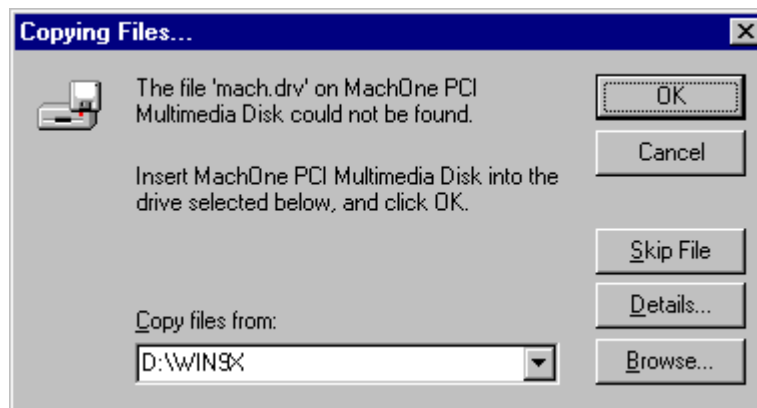 Copying Files...
The file 'mach.drv' on MachOne PCI
Multimedia Disk could not be found.
Insert MachOne PCI Multimedia Disk into the
drive selected below, and click OK.
Copy files from:
D:\WIN9X
OK
Cancel
Skip File
Details...
Browse...